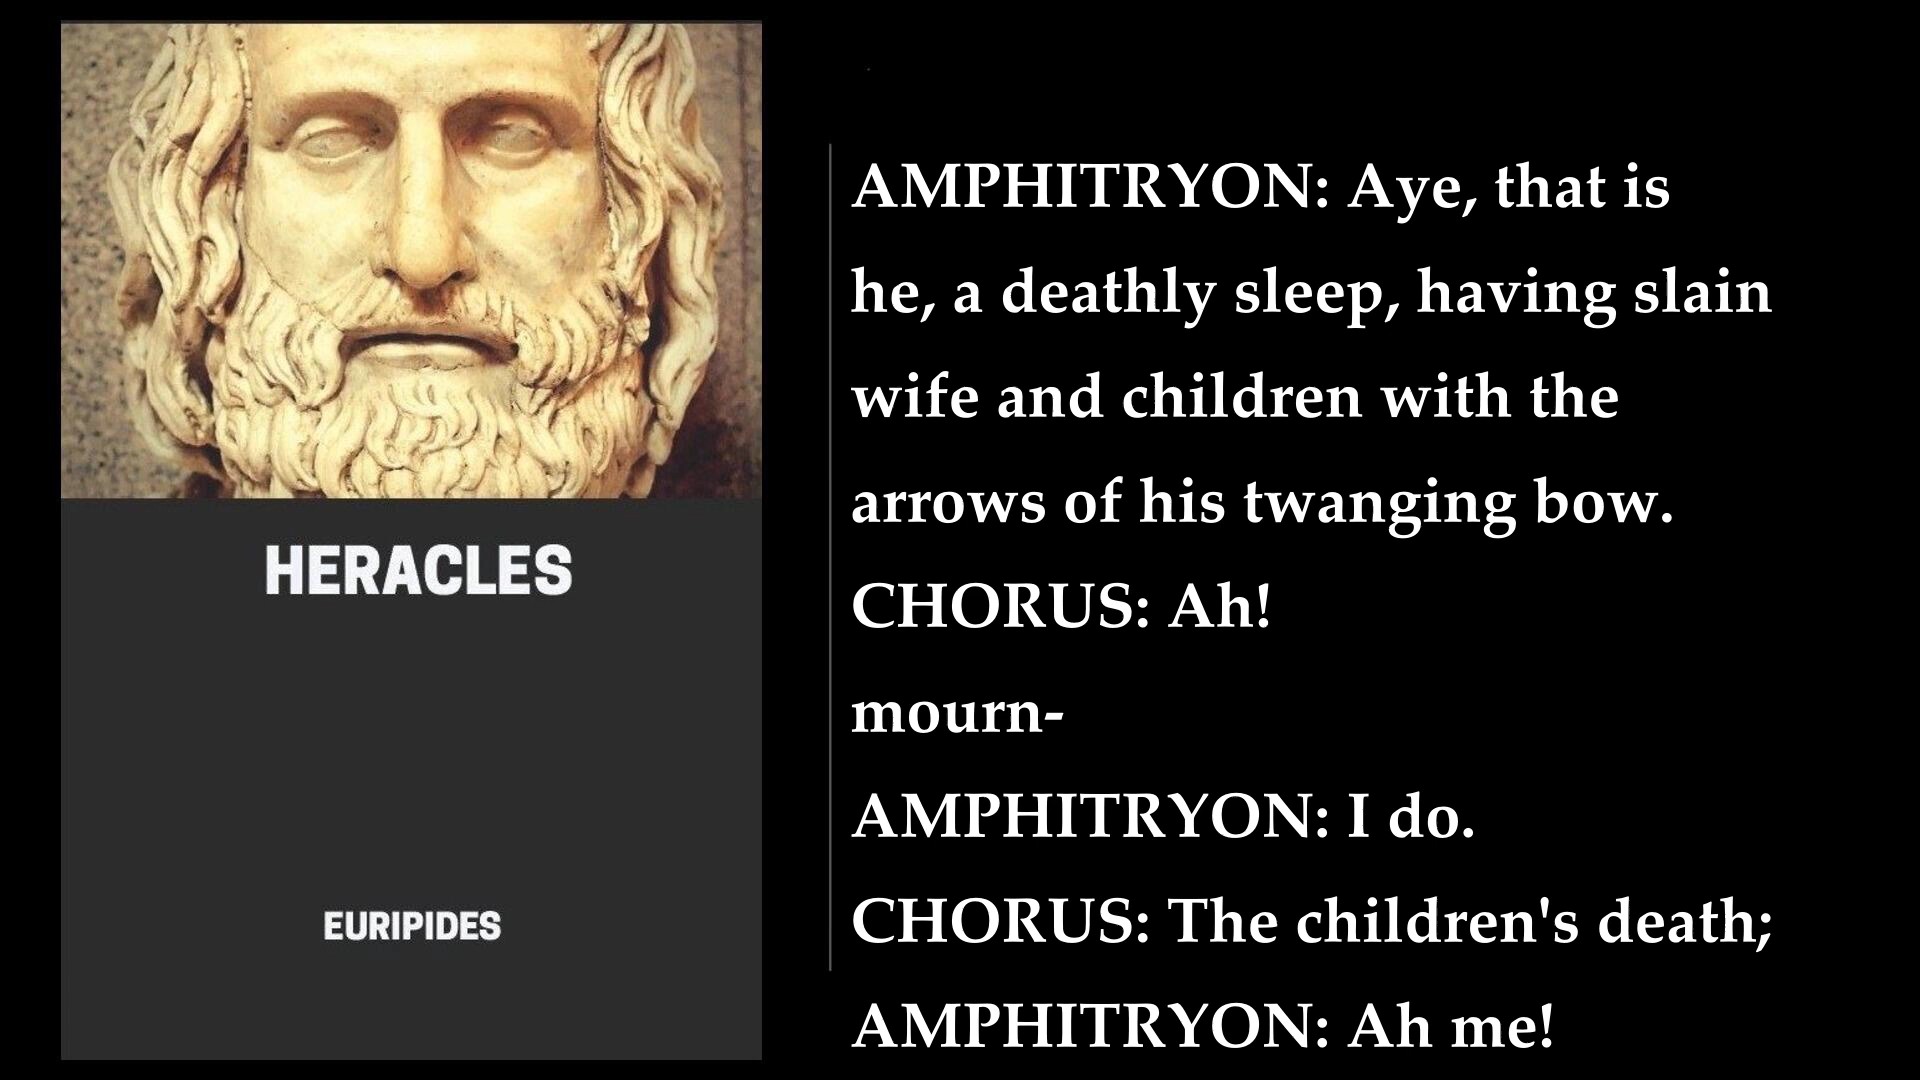 HERACLES
EURIPIDES
AMPHITRYON: Aye, that is
he, a deathly sleep, having slain
wife and children with the
arrows of his twanging bow.
CHORUS: Ah!
mourn-
AMPHITRYON: I do.
CHORUS: The children's death;
AMPHITRYON: Ah me!